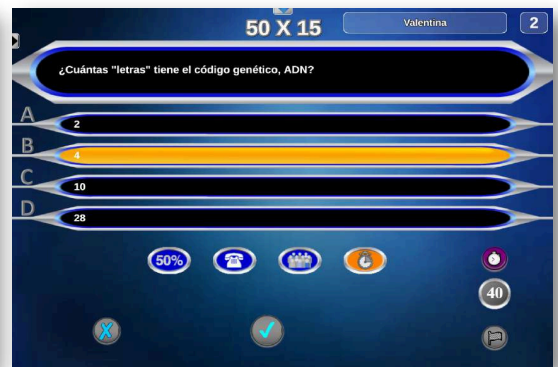 50 X 15
Valentina
2
¿Cuántas "letras" tiene el código genético, ADN?
A
2
B
4
C
10
D
28
50%
40